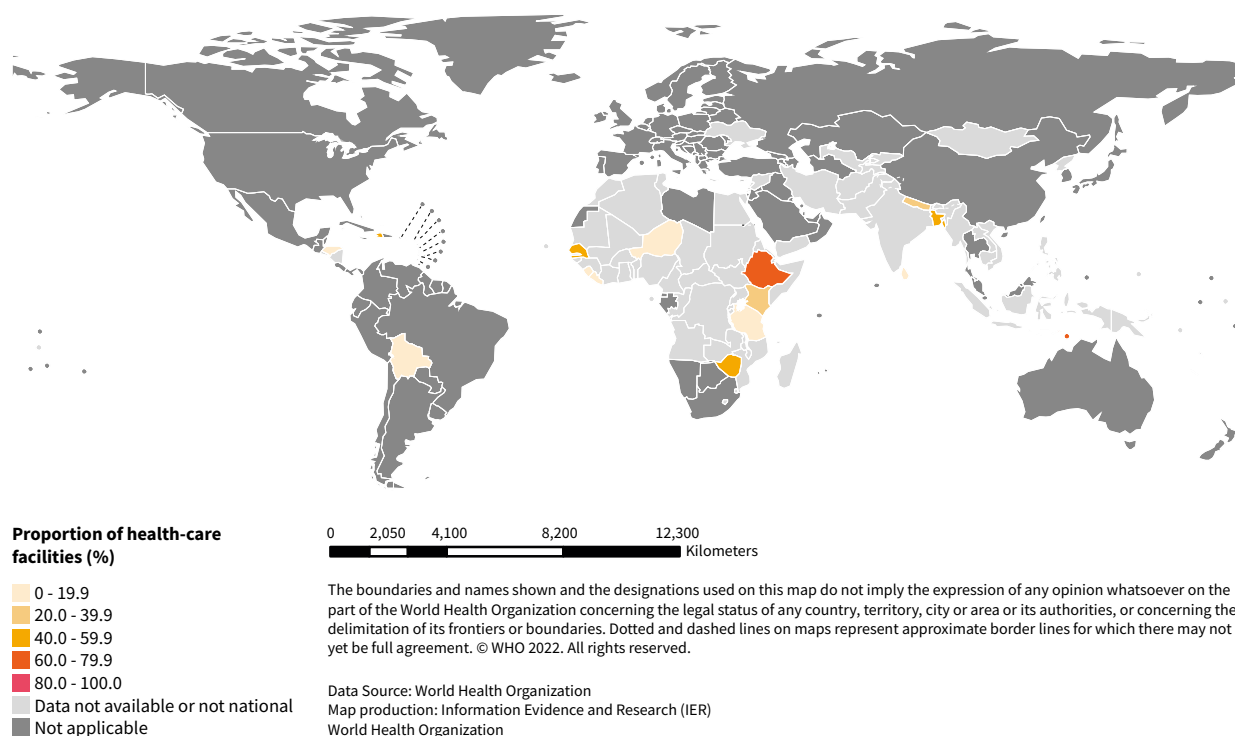 Proportion of health-care
facilities (%)
0 - 19.9
20.0 - 39.9
40.0 - 59.9
60.0 - 79.9
80.0 - 100.0
Data not available or not national
Not applicable
0 2,050 4,100 8,200 12,300
Kilometers
The boundaries and names shown and the designations used on this map do not imply the expression of any opinion whatsoever on the
part of the World Health Organization concerning the legal status of any country, territory, city or area or its authorities, or concerning the
delimitation of its frontiers or boundaries. Dotted and dashed lines on maps represent approximate border lines for which there may not
yet be full agreement. © WHO 2022. All rights reserved.
Data Source: World Health Organization
Map production: Information Evidence and Research (IER)
World Health Organization